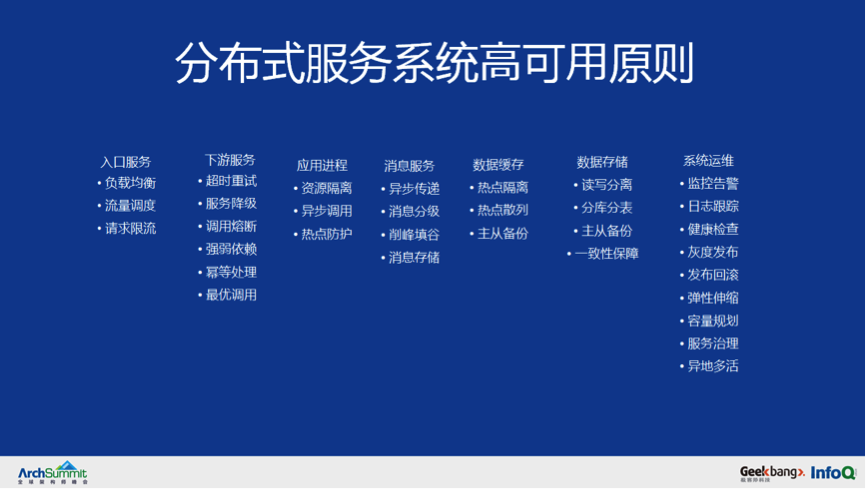 分布式服务系统高可用原则
入口服务
• 负载均衡
• 流量调度
• 请求限流
下游服务
• 超时重试
• 服务降级
• 调用熔断
• 强弱依赖
• 幂等处理
• 最优调用
应用进程
• 资源隔离
• 异步调用
• 热点防护
消息服务
• 异步传递
• 消息分级
• 削峰填谷
• 消息存储
数据缓存
• 热点隔离
• 热点散列
• 主从备份
数据存储
• 读写分离
• 分库分表
• 主从备份
• 一致性保障
系统运维
• 监控告警
• 日志跟踪
• 健康检查
• 灰度发布
• 发布回滚
• 弹性伸缩
• 容量规划
• 服务治理
• 异地多活
ArchSummit
全球架构师峰会
Geekbang>.
极客邦科技
InfoQ